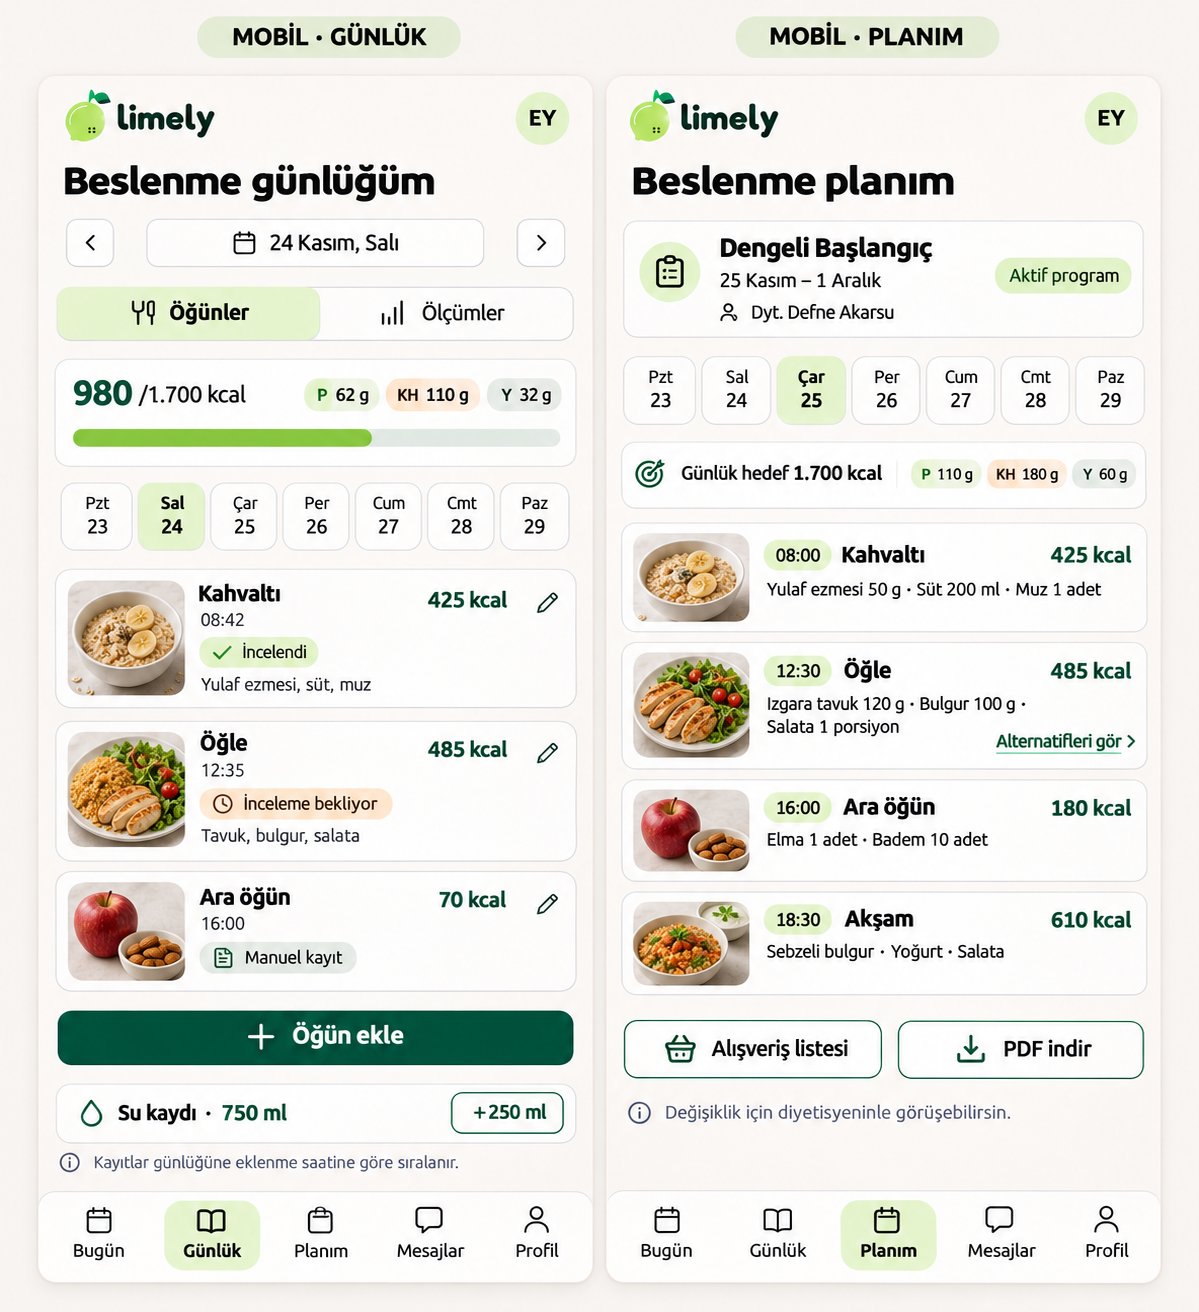 MOBİL · GÜNLÜK
limely
EY
Beslenme günlüğüm
24 Kasım, Salı
Öğünler
Ölçümler
980 /1.700 kcal
P 62 g
KH 110 g
Y 32 g
Pzt 23
Sal 24
Çar 25
Per 26
Cum 27
Cmt 28
Paz 29
Kahvaltı
425 kcal
08:42
İncelendi
Yulaf ezmesi, süt, muz
Öğle
485 kcal
12:35
İnceleme bekliyor
Tavuk, bulgur, salata
Ara öğün
70 kcal
16:00
Manuel kayıt
+ Öğün ekle
Su kaydı · 750 ml
+250 ml
Kayıtlar günlüğüne eklenme saatine göre sıralanır.
Bugün
Günlük
Planım
Mesajlar
Profil
MOBİL · PLANIM
limely
EY
Beslenme planım
Dengeli Başlangıç
25 Kasım – 1 Aralık
Dyt. Defne Akarsu
Aktif program
Pzt 23
Sal 24
Çar 25
Per 26
Cum 27
Cmt 28
Paz 29
Günlük hedef 1.700 kcal
P 110 g
KH 180 g
Y 60 g
08:00 Kahvaltı
425 kcal
Yulaf ezmesi 50 g · Süt 200 ml · Muz 1 adet
12:30 Öğle
485 kcal
Izgara tavuk 120 g · Bulgur 100 g ·
Salata 1 porsiyon
Alternatifleri gör
16:00 Ara öğün
180 kcal
Elma 1 adet · Badem 10 adet
18:30 Akşam
610 kcal
Sebzeli bulgur · Yoğurt · Salata
Alışveriş listesi
PDF indir
Değişiklik için diyetisyeninle görüşebilirsin.
Bugün
Günlük
Planım
Mesajlar
Profil